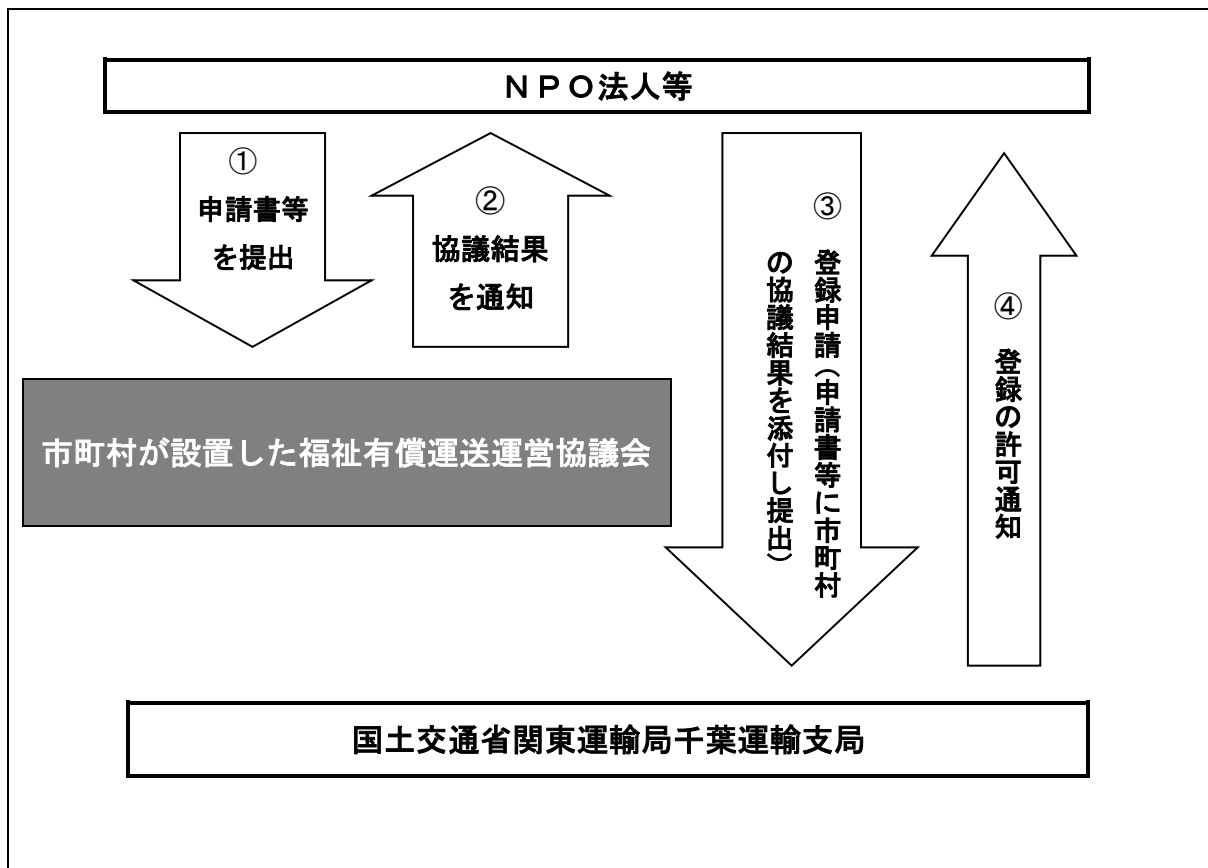 ＮＰＯ法人等
①
申請書等
を提出
②
協議結果
を通知
③　登録申請（申請書等に市町村
の協議結果を添付し提出）
④　登録の許可通知
市町村が設置した福祉有償運送運営協議会
国土交通省関東運輸局千葉運輸支局